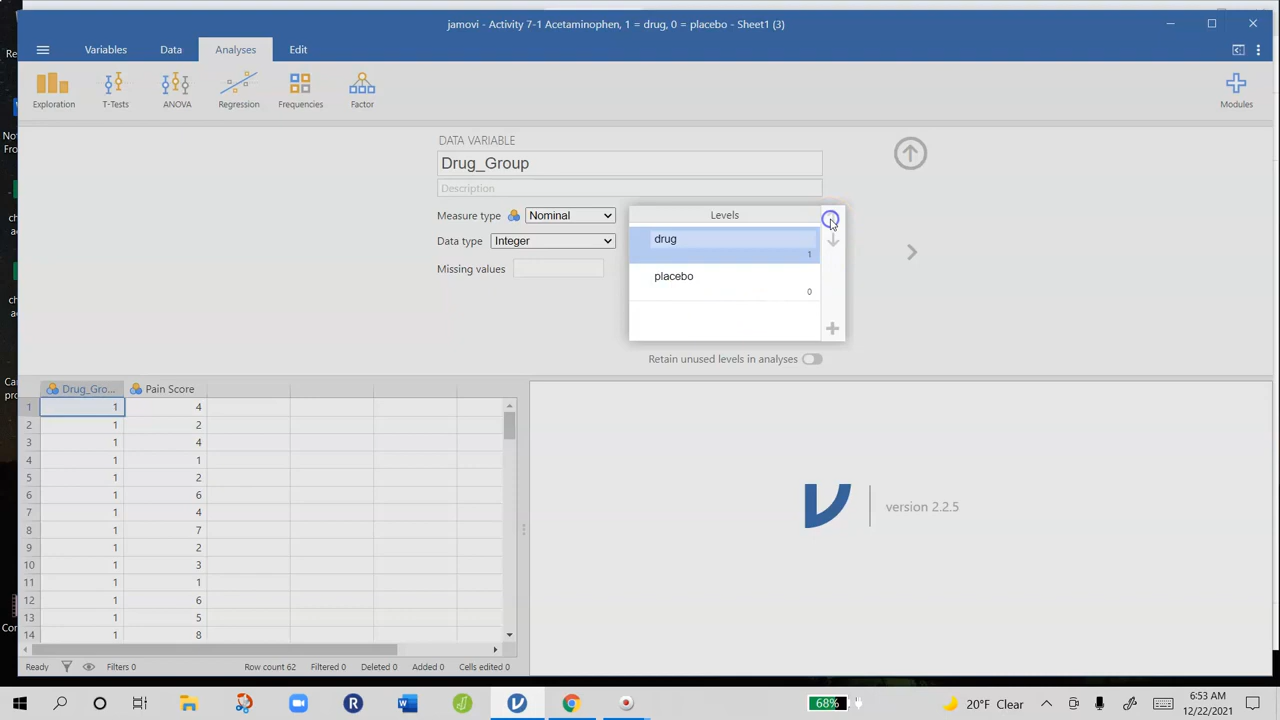 jamovi - Activity 7-1 Acetaminophen, 1 = drug, 0 = placebo - Sheet1 (3)
Variables Data Analyses Edit
Exploration T-Tests ANOVA Regression Frequencies Factor Modules
DATA VARIABLE
Drug_Group
Description
Measure type Nominal
Data type Integer
Missing values
Levels
drug
1
placebo
0
Retain unused levels in analyses
Drug_Gro... Pain Score
1 1 4
2 1 2
3 1 4
4 1 1
5 1 2
6 1 6
7 1 4
8 1 7
9 1 2
10 1 3
11 1 1
12 1 6
13 1 5
14 1 8
version 2.2.5
Ready Filters 0 Row count 62 Filtered 0 Deleted 0 Added 0 Cells edited 0
68% 20°F Clear
6:53 AM
12/22/2021